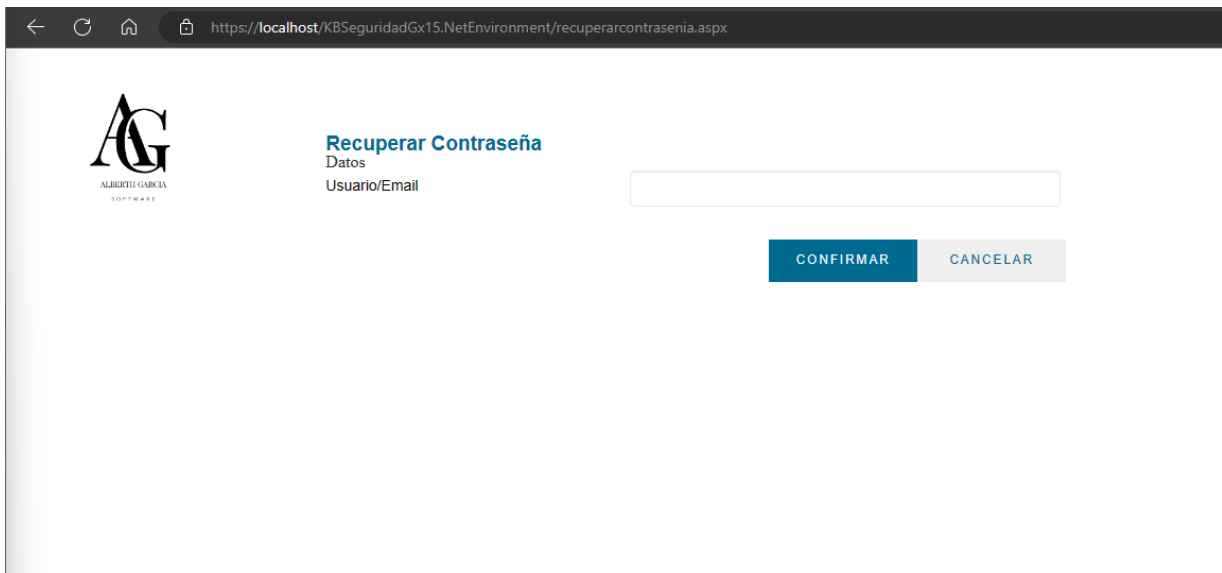 https://localhost/KBSeguridadGx15.NetEnvironment/recuperarcontrasenia.aspx
AG
ALBERTH GARCIA
SOFTWARE
Recuperar Contraseña
Datos
Usuario/Email
CONFIRMAR CANCELAR